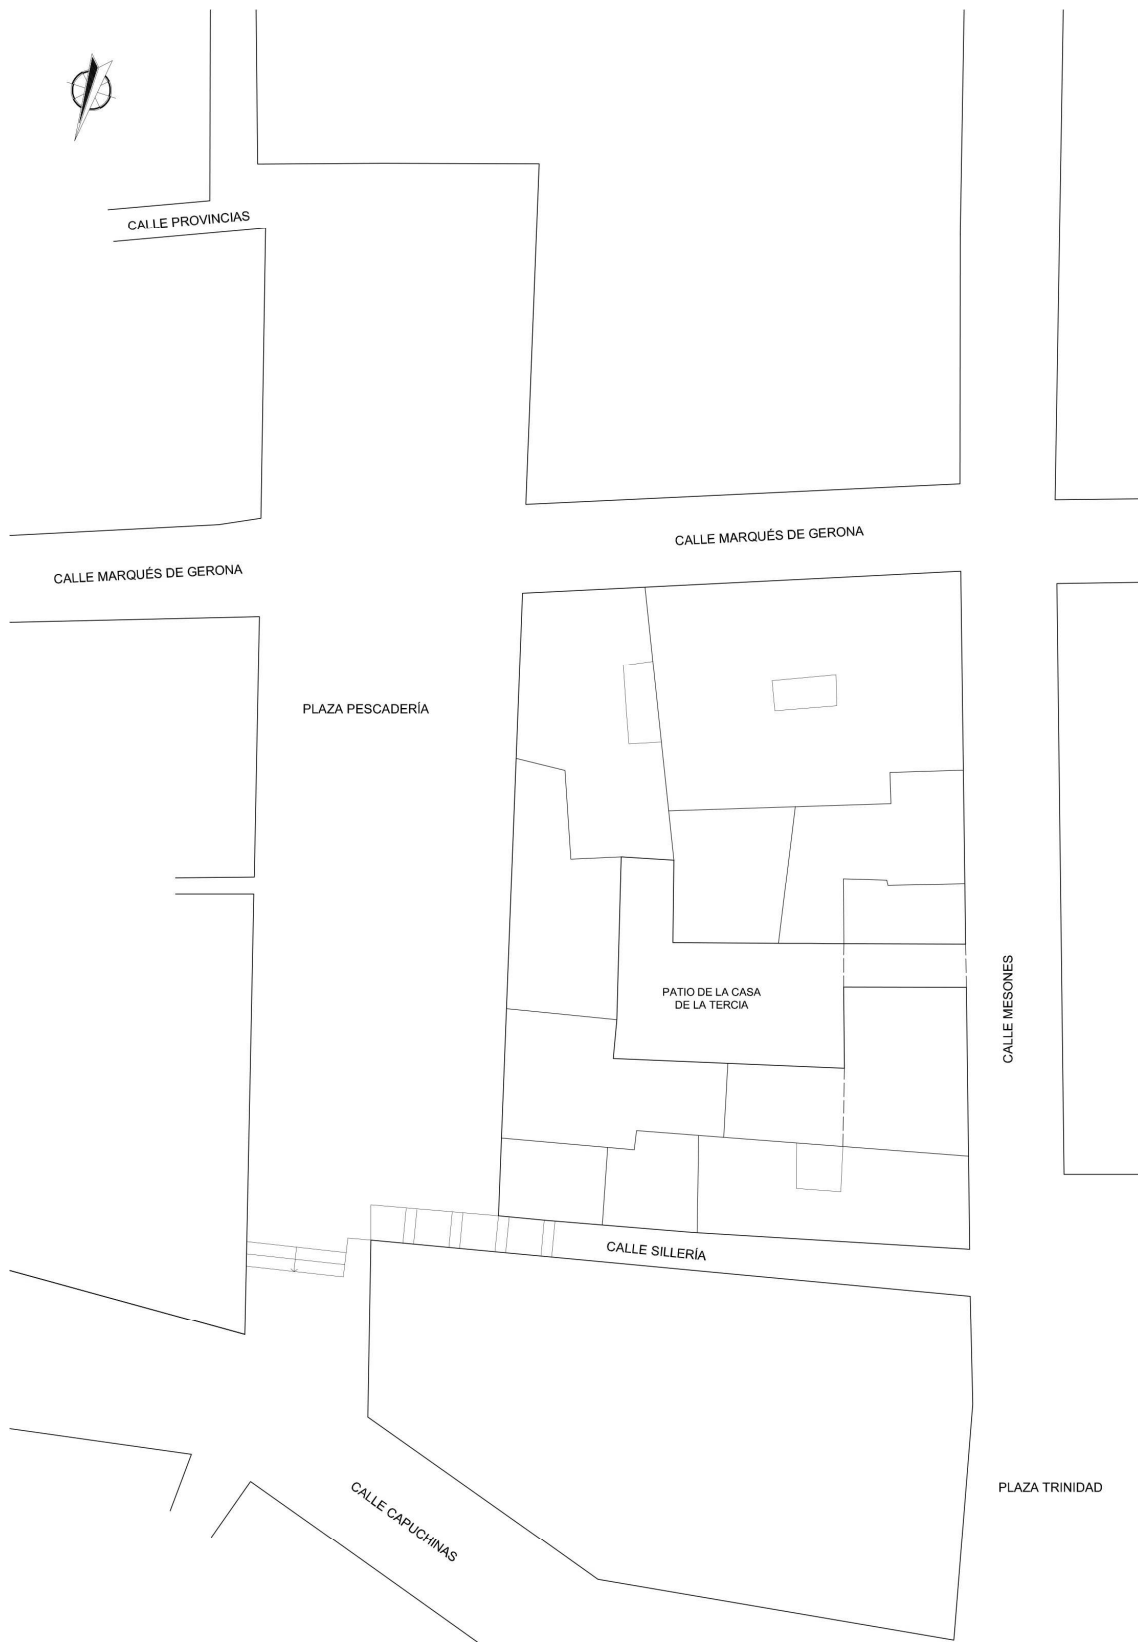 CALLE PROVINCIAS
CALLE MARQUÉS DE GERONA
CALLE MARQUÉS DE GERONA
PLAZA PESCADERÍA
PATIO DE LA CASA
DE LA TERCIA
CALLE MESONES
CALLE SILLERÍA
PLAZA TRINIDAD
CALLE CAPUCHINAS